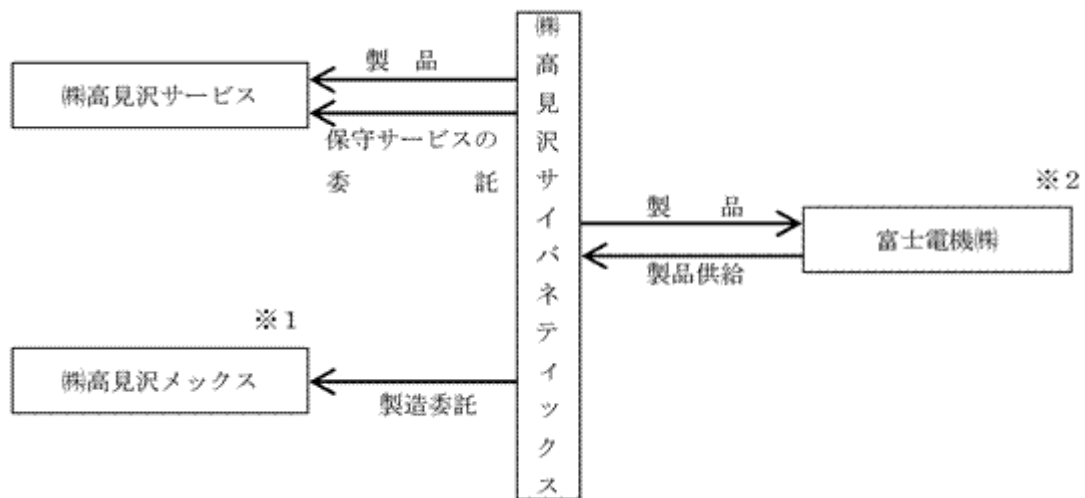 ㈱高見沢サイバネティックス
製　品
㈱高見沢サービス
保守サービスの
委　　　託
※２
製　　品
富士電機㈱
製品供給
※１
㈱高見沢メックス
製造委託